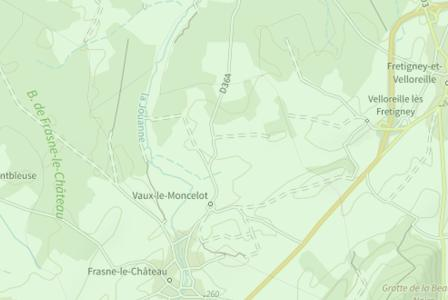 D364
Fretigney-et-
Velloreille
B. de Frasne-le-Château
la Jouanne
Velloreille lès
Fretigney
ntbleuse
Vaux-le-Moncelot
Frasne-le-Château
260
Grotte de la Bea